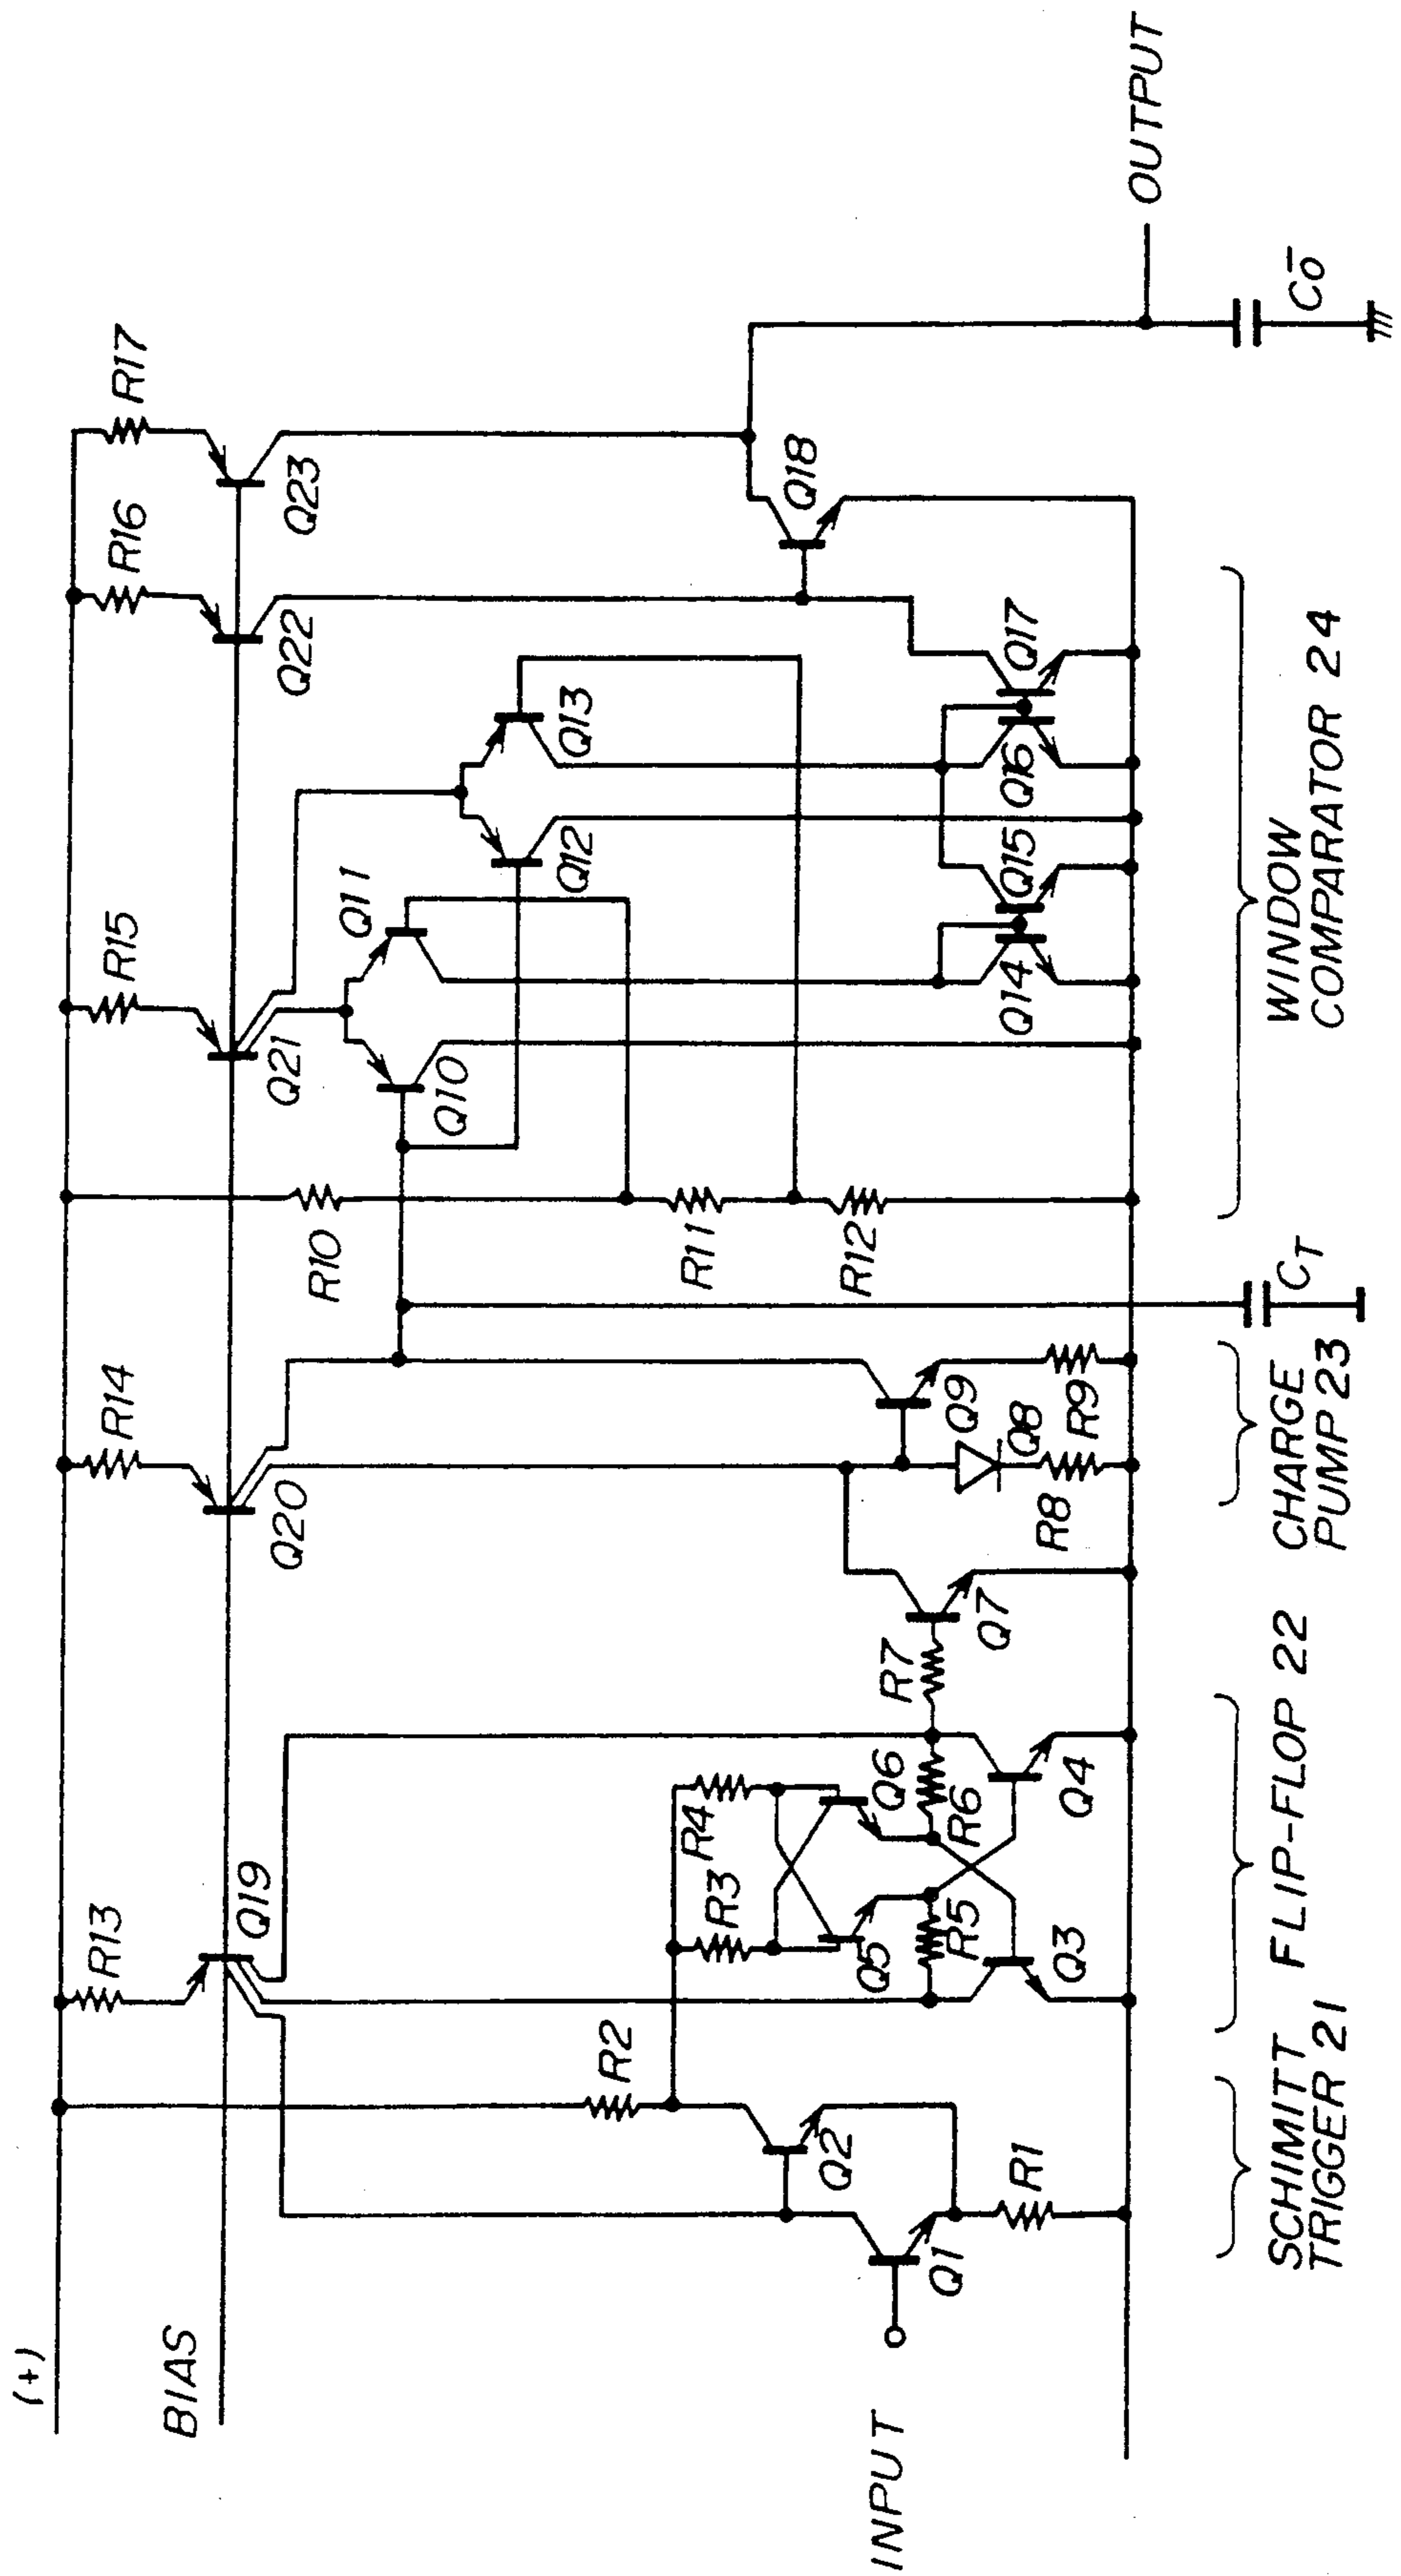 (+)
BIAS
INPUT
R13
R14
R15
R16
R17
Q19
Q20
Q21
Q22
Q23
R2
Q2
Q1
R1
R3
R4
Q5
Q6
R5
R6
Q3
Q4
R7
Q7
Q8
Q9
R8
R9
CT
R10
R11
R12
Q10
Q11
Q12
Q13
Q14
Q15
Q16
Q17
Q18
OUTPUT
Co
SCHIMITT
TRIGGER 21
FLIP-FLOP 22
CHARGE
PUMP 23
WINDOW
COMPARATOR 24